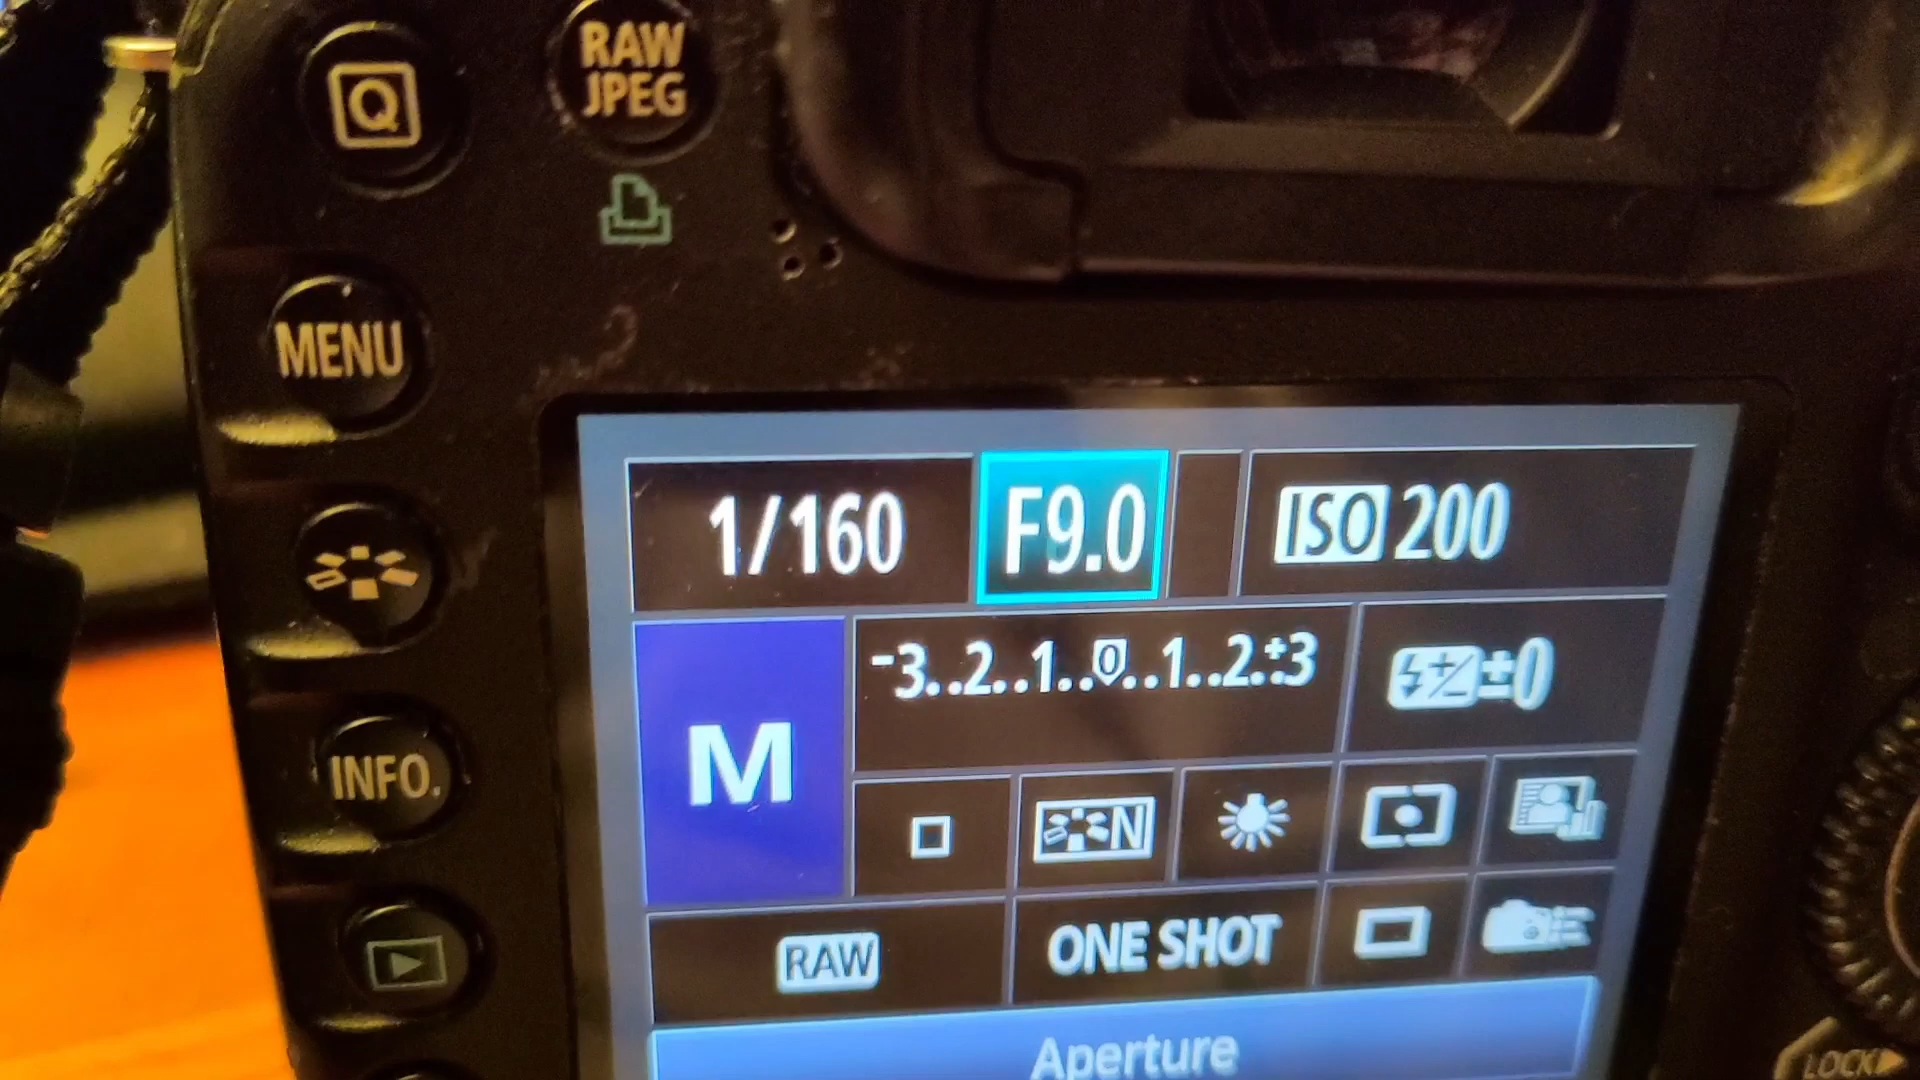 Q
RAW
JPEG
MENU
INFO.
1/160 F9.0 ISO 200
-3..2..1..0..1..2..+3
±0
M
N
RAW ONE SHOT
Aperture
LOCK